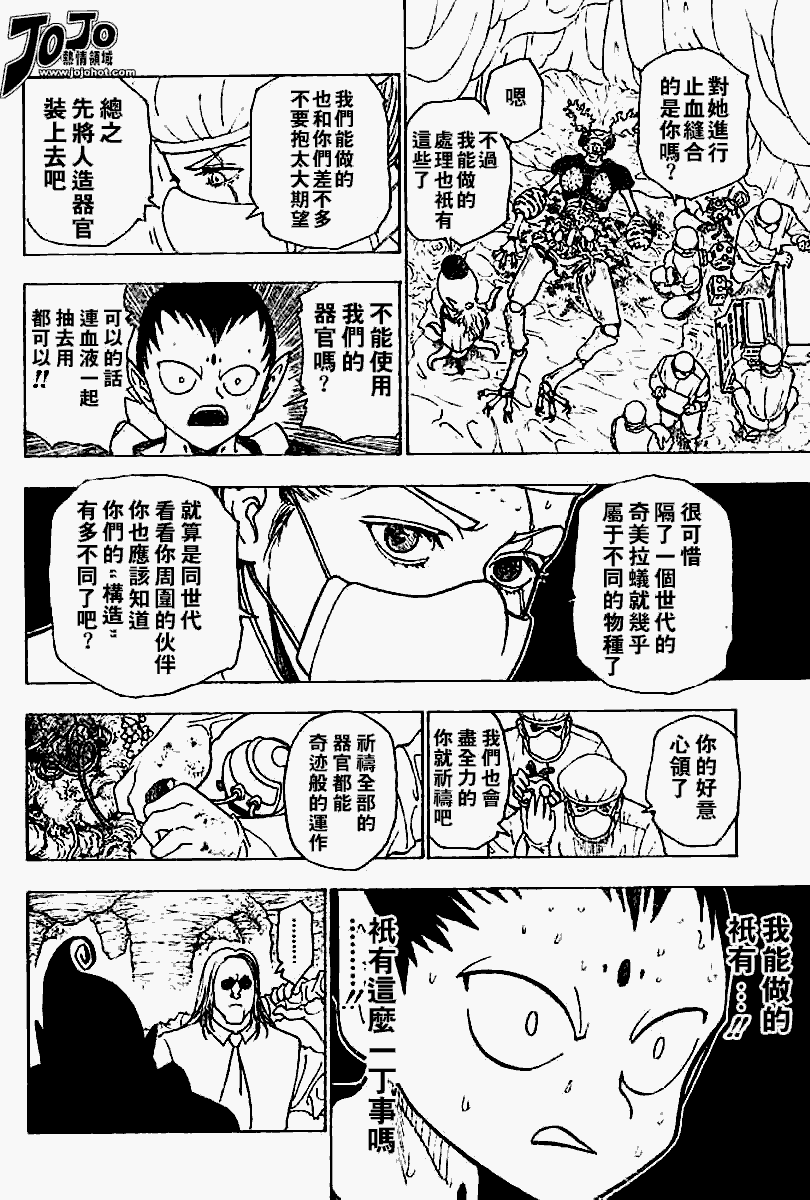 JOJO
熱情領域
www.jojohot.com
對她進行
止血縫合
的是你嗎？
嗯
不過
我能做的
處理也衹有
這些了
我們能做的
也和你們差不多
不要抱太大期望
總之
先將人造器官
裝上去吧
不能使用
我們的
器官嗎？
可以的話
連血液一起
抽去用
都可以!!
很可惜
隔了一個世代的
奇美拉蟻就幾乎
屬于不同的物種了
就算是同世代
看看你周圍的伙伴
你也應該知道
你們的“構造”
有多不同了吧？
你的好意
心領了
我們也會
盡全力的
你就祈禱吧
祈禱全部的
器官都能
奇迹般的運作
我能做的
衹有…!!
衹有這麼一丁事嗎
………!!
……
………